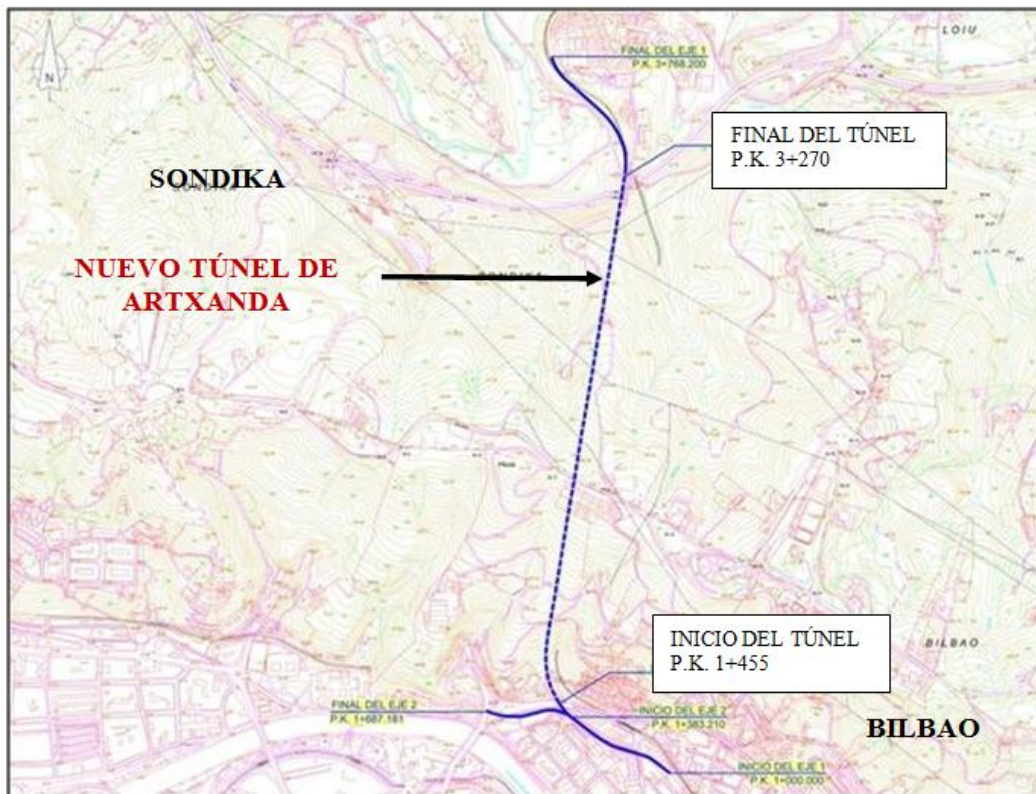 LOIU
FINAL DEL EJE 1
P.K. 3+768.200
N
FINAL DEL TÚNEL
P.K. 3+270
SONDIKA
NUEVO TÚNEL DE
ARTXANDA
SONDIKA
INICIO DEL TÚNEL
P.K. 1+455
BILBAO
FINAL DEL EJE 2
P.K. 1+687.181
INICIO DEL EJE 2
P.K. 1+383.210
BILBAO
INICIO DEL EJE 1
P.K. 1+000.000